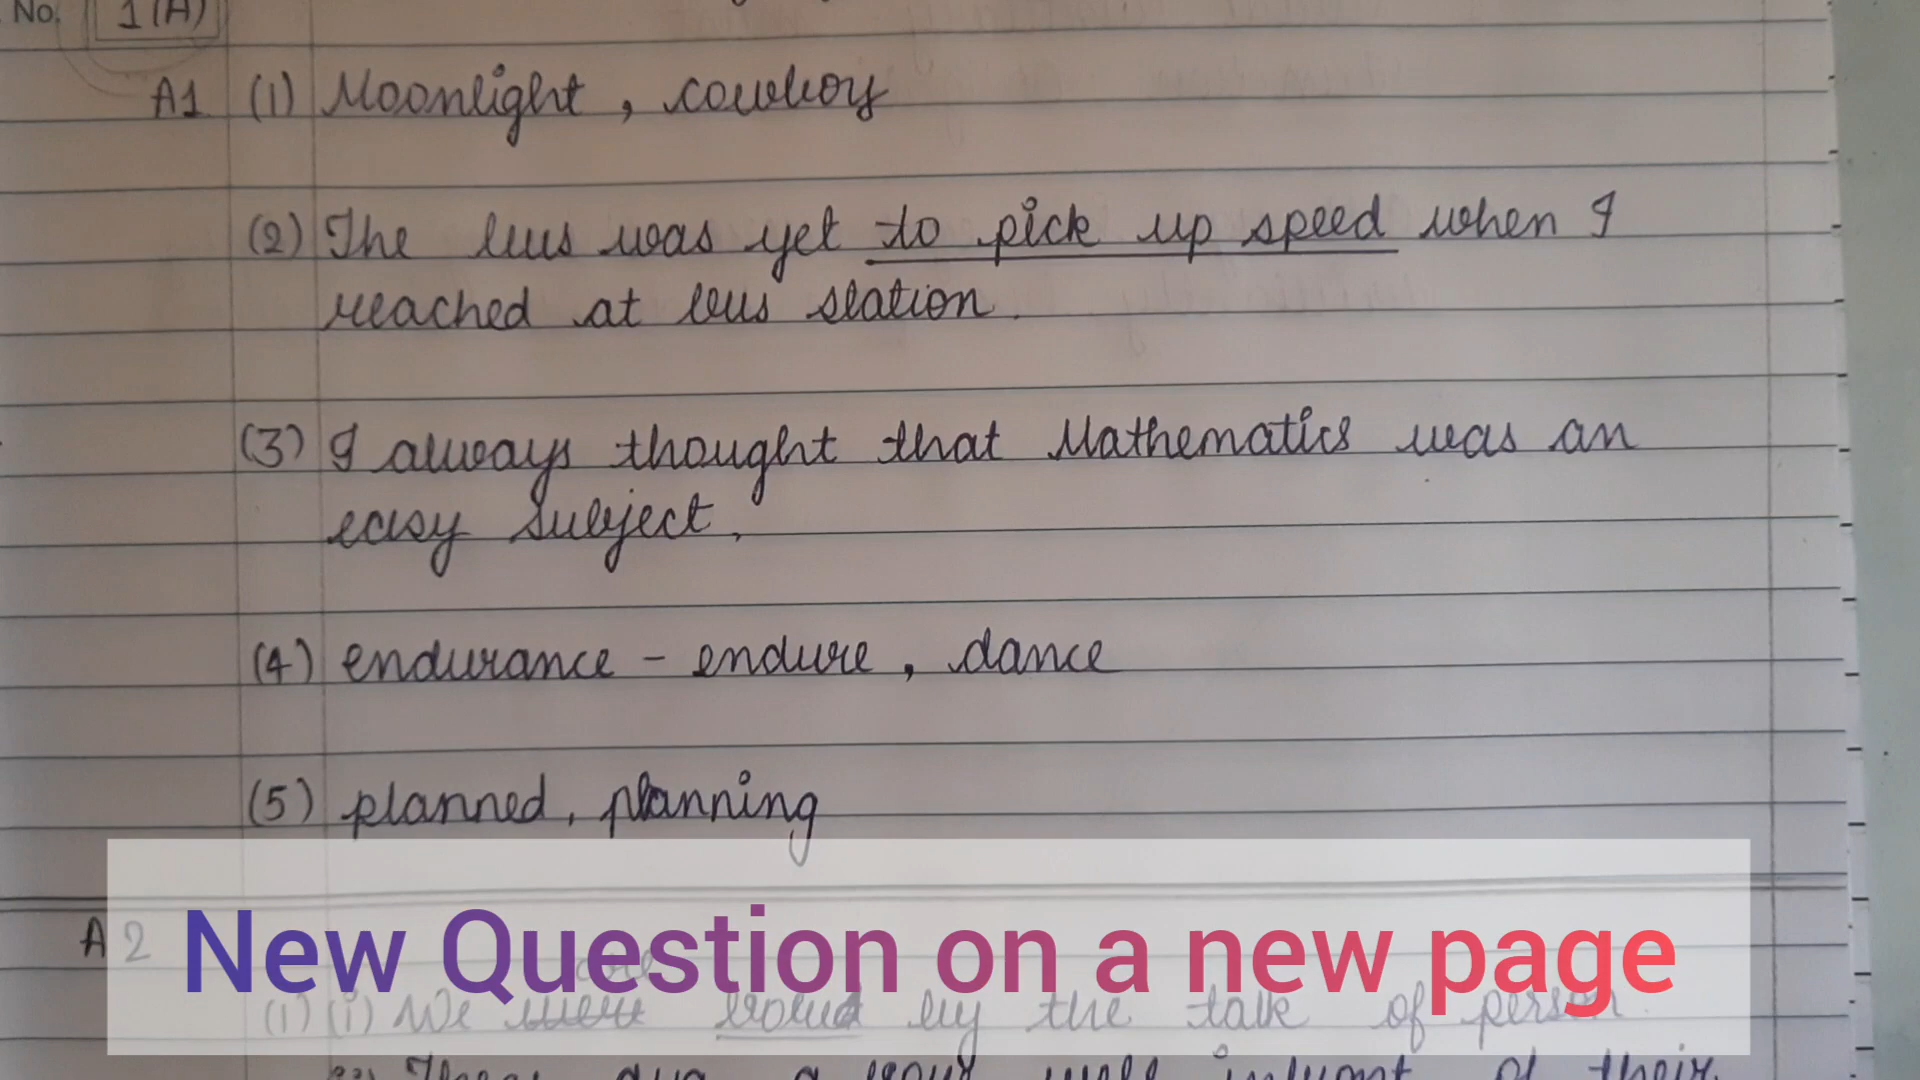 No. 1(A)
A1 (1) Moonlight, cowboy
(2) The bus was yet to pick up speed when I
reached at bus station.
(3) I always thought that Mathematics was an
easy subject.
(4) endurance - endure, dance
(5) planned, planning
A2
New Question on a new page
(1) (i) We are bound by the talk of person.